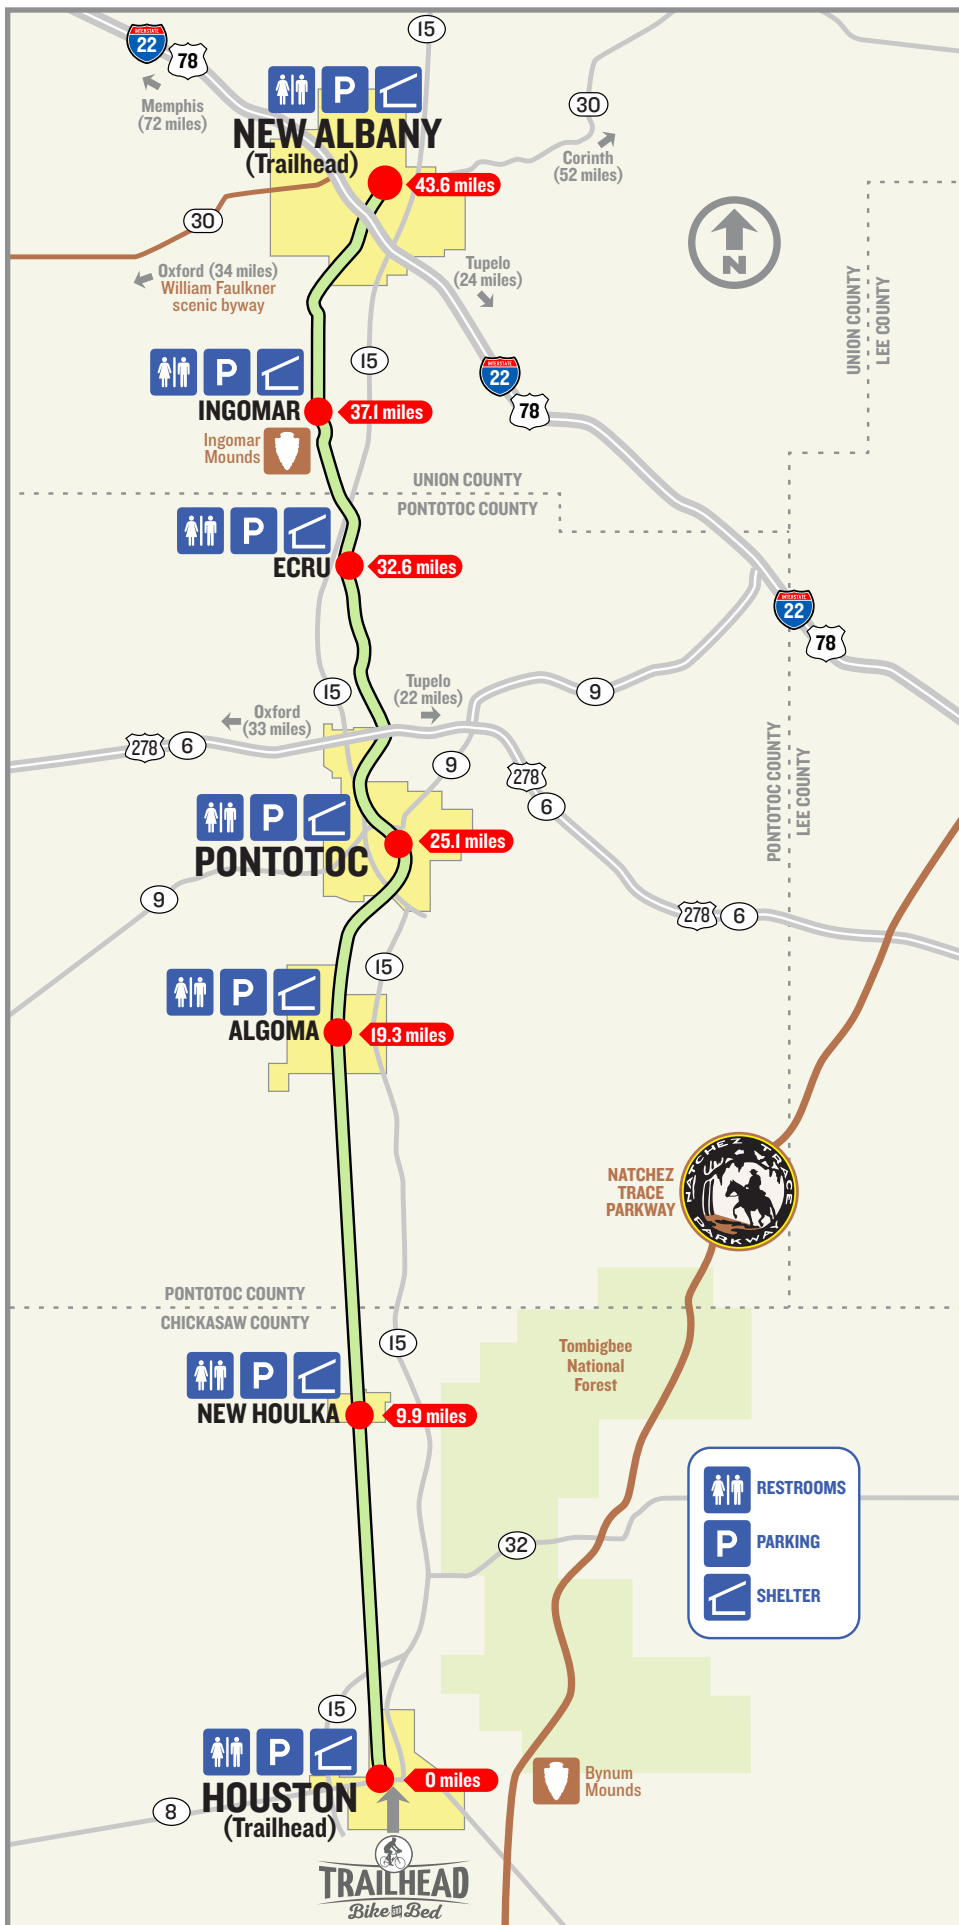 15
INTERSTATE
22
78
Memphis
(72 miles)
30
Corinth
(52 miles)
P
NEW ALBANY
(Trailhead)
43.6 miles
30
Oxford (34 miles)
William Faulkner
scenic byway
N
Tupelo
(24 miles)
UNION COUNTY
LEE COUNTY
15
INTERSTATE
22
78
P
INGOMAR
37.1 miles
Ingomar
Mounds
UNION COUNTY
PONTOTOC COUNTY
P
ECRU
32.6 miles
INTERSTATE
22
78
15
Tupelo
(22 miles)
9
Oxford
(33 miles)
278
6
9
278
6
PONTOTOC COUNTY
LEE COUNTY
P
PONTOTOC
25.1 miles
9
278
6
15
P
ALGOMA
19.3 miles
NATCHEZ
TRACE
PARKWAY
NATCHEZ TRACE
PARKWAY
PONTOTOC COUNTY
CHICKASAW COUNTY
15
Tombigbee
National
Forest
P
NEW HOULKA
9.9 miles
RESTROOMS
P
PARKING
SHELTER
32
15
P
HOUSTON
(Trailhead)
0 miles
8
Bynum
Mounds
TRAILHEAD
Bike and Bed